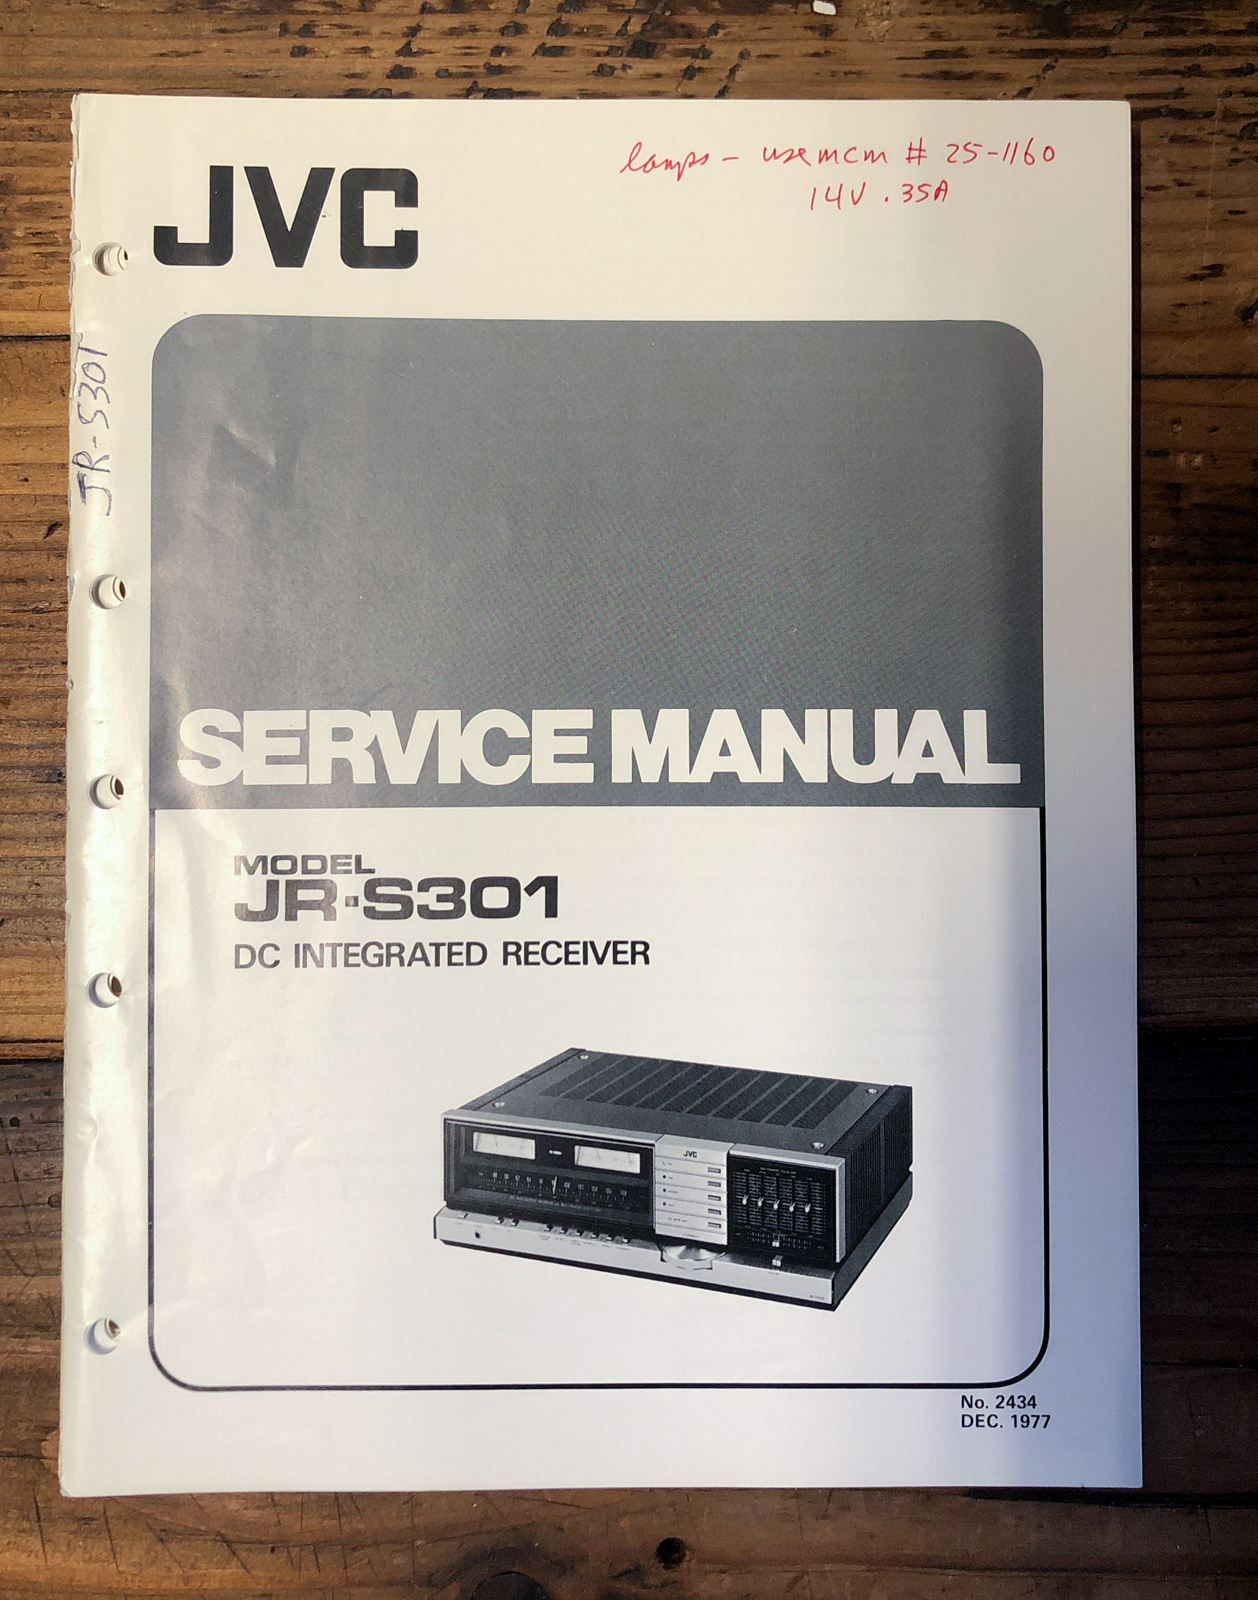 lamps - use mcm # 25-1160
14V .35A
JVC
JR-S301
SERVICE MANUAL
MODEL
JR-S301
DC INTEGRATED RECEIVER
JVC
No. 2434
DEC. 1977